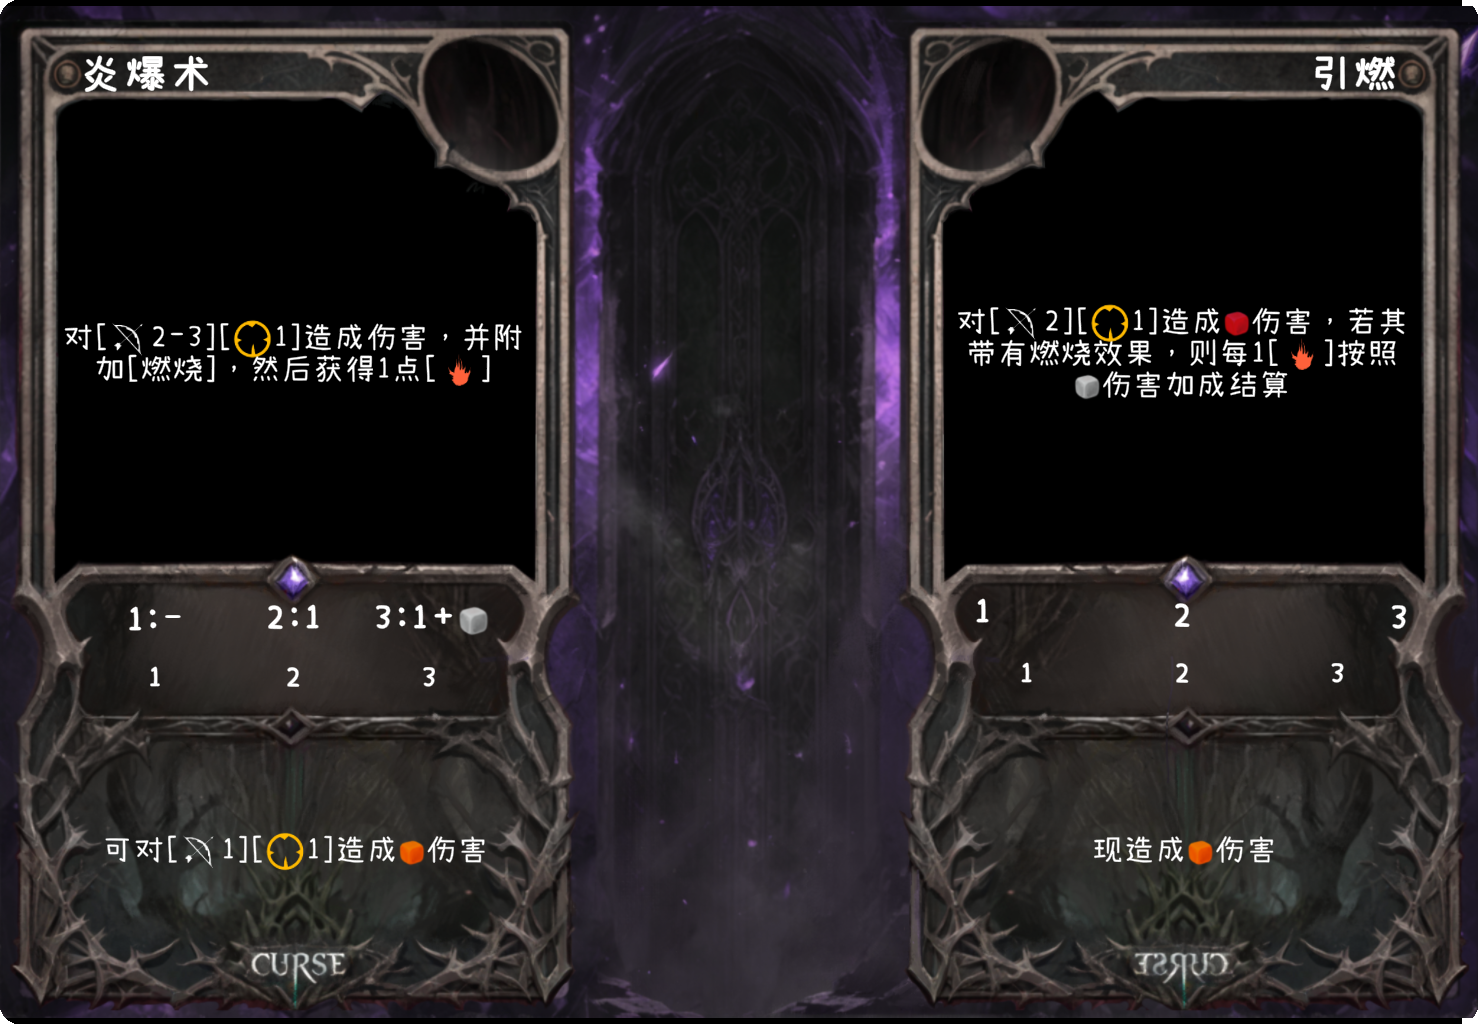 炎爆术
对[2-3][1]造成伤害，并附
加[燃烧]，然后获得1点[ ]
1:- 2:1 3:1+
1 2 3
可对[1][1]造成伤害
CURSE
引燃
对[2][1]造成伤害，若其
带有燃烧效果，则每1[ ]按照
伤害加成结算
1 2 3
1 2 3
现造成伤害
CURSE